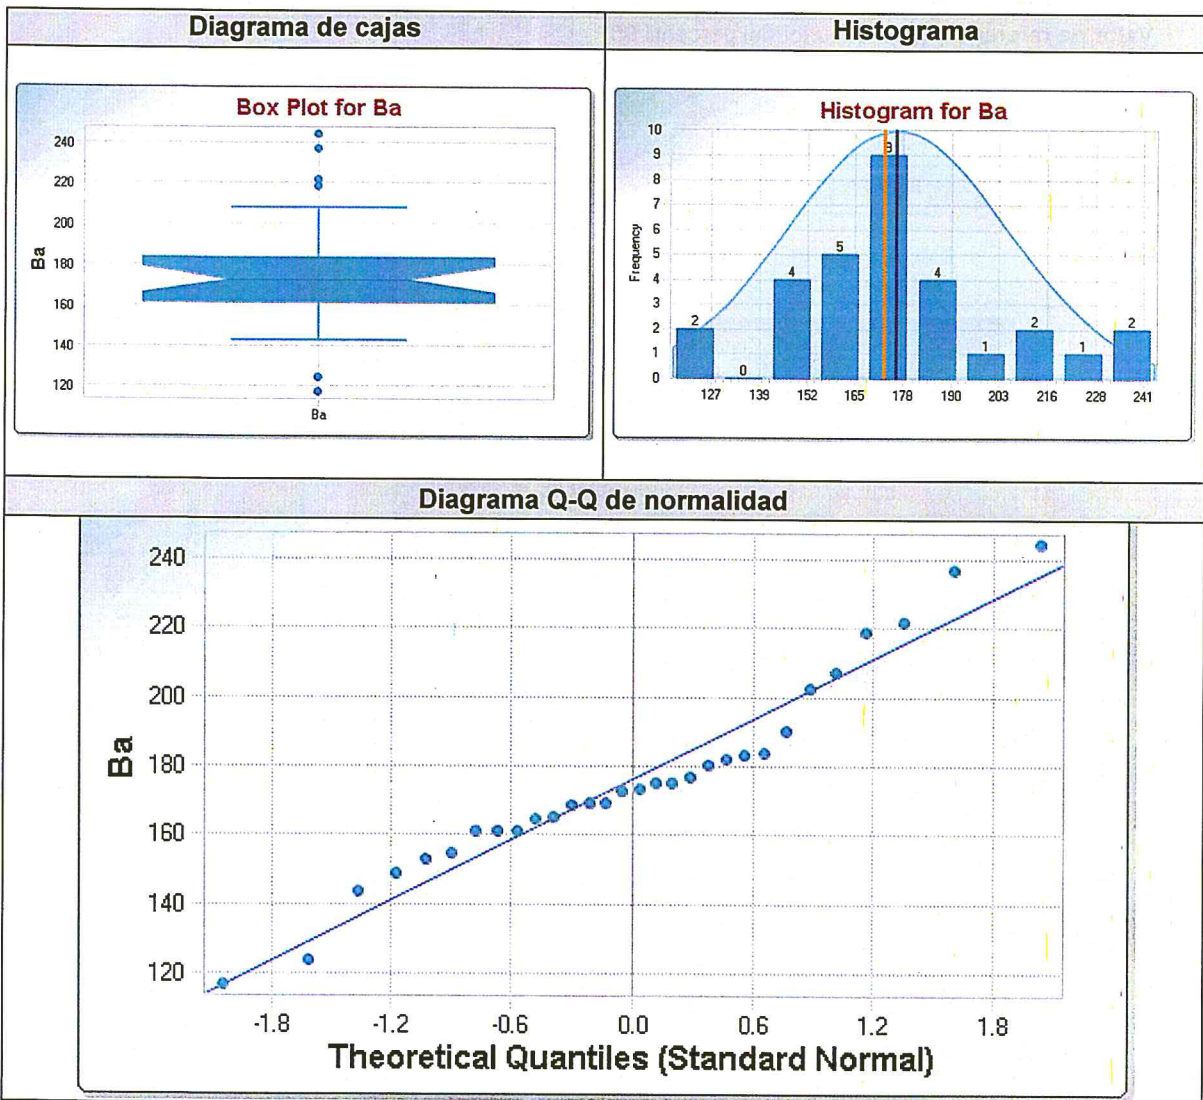 Diagrama de cajas
Histograma
Box Plot for Ba
240
220
200
180
160
140
120
Ba
Ba
Histogram for Ba
10
9
8
7
6
5
4
3
2
1
0
Frequency
2
0
4
5
4
1
2
1
2
127 139 152 165 178 190 203 216 228 241
Diagrama Q-Q de normalidad
240
220
200
180
160
140
120
Ba
-1.8 -1.2 -0.6 0.0 0.6 1.2 1.8
Theoretical Quantiles (Standard Normal)